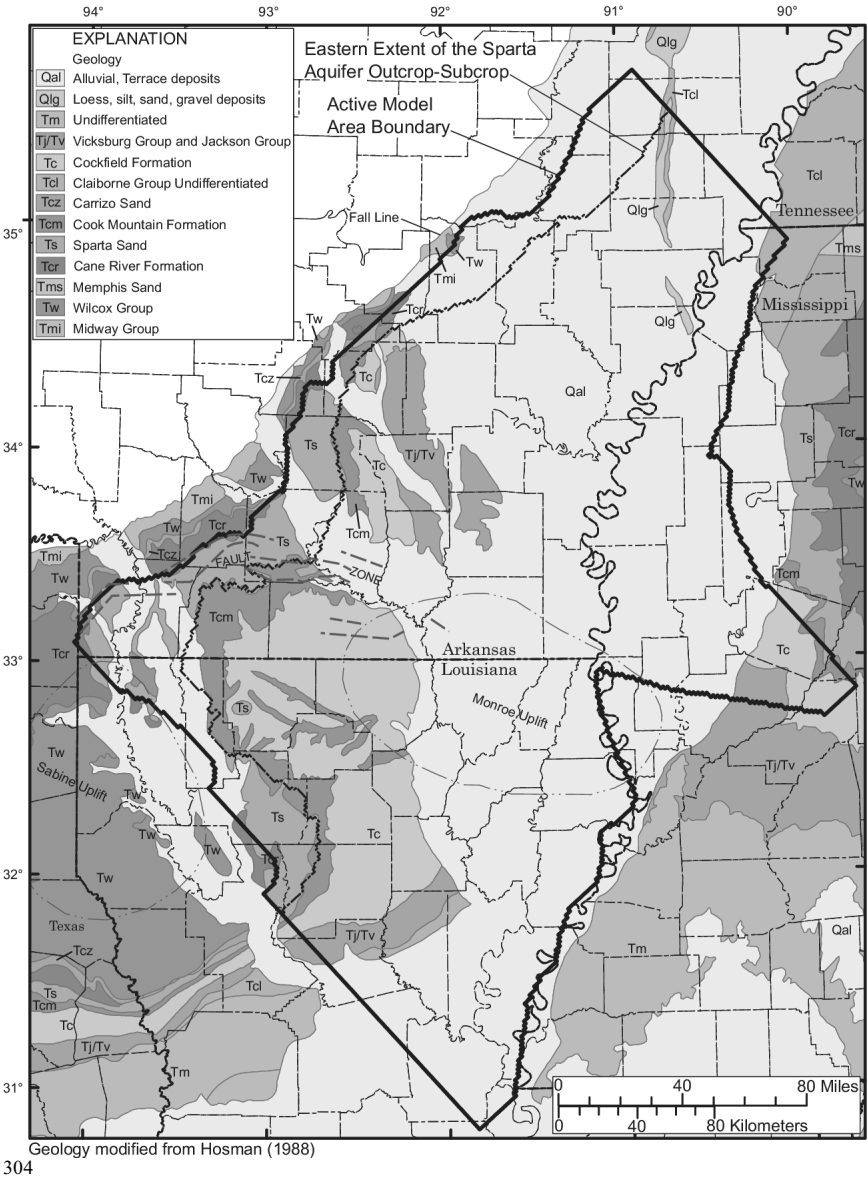 94°
93°
92°
91°
90°
EXPLANATION
Geology
Qal Alluvial, Terrace deposits
Qlg Loess, silt, sand, gravel deposits
Tm Undifferentiated
Tj/Tv Vicksburg Group and Jackson Group
Tc Cockfield Formation
Tcl Claiborne Group Undifferentiated
Tcz Carrizo Sand
Tcm Cook Mountain Formation
Ts Sparta Sand
Tcr Cane River Formation
Tms Memphis Sand
Tw Wilcox Group
Tmi Midway Group
Eastern Extent of the Sparta
Aquifer Outcrop-Subcrop
Active Model
Area Boundary
Qlg
Tcl
Tcl
Qlg
Tennessee
Fall Line
35°
Tms
Tw
Tmi
Mississippi
Tcr
Tw
Qlg
Tcz
Tc
Qal
34°
Ts
Tc
Tj/Tv
Ts
Tcr
Tw
Tw
Tmi
Tw
Tcr
Tcm
Ts
Tcz
FAULT
ZONE
Tmi
Tw
Tcm
Tcm
Arkansas
Louisiana
Tcr
33°
Tc
Ts
Monroe Uplift
Tw
Sabine Uplift
Tj/Tv
Tw
Ts
Tw
Tw
Tc
Tc
32°
Tw
Texas
Tj/Tv
Tm
Qal
Tcz
Ts
Tcm
Tcl
Tc
Tj/Tv
Tm
31°
0 40 80 Miles
0 40 80 Kilometers
Geology modified from Hosman (1988)
304